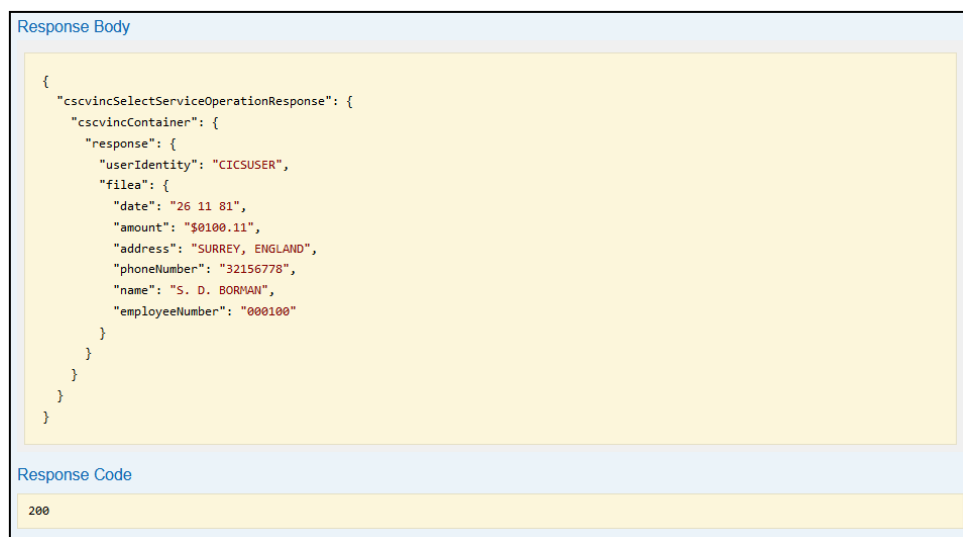 Response Body
{
"cscvincSelectServiceOperationResponse": {
"cscvincContainer": {
"response": {
"userIdentity": "CICSUSER",
"filea": {
"date": "26 11 81",
"amount": "$0100.11",
"address": "SURREY, ENGLAND",
"phoneNumber": "32156778",
"name": "S. D. BORMAN",
"employeeNumber": "000100"
}
}
}
}
}
Response Code
200